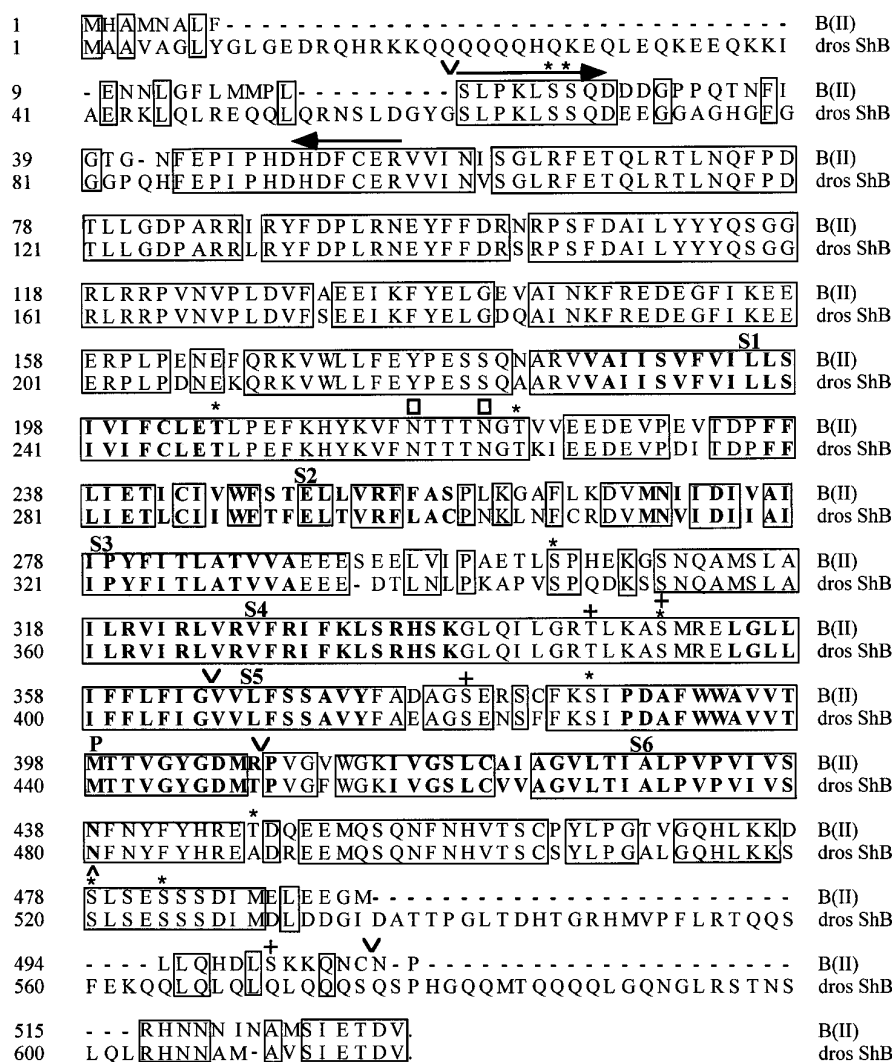 1 MHAMNALF-------------------------------- B(II)
1 MAAVAGLYGLGEDRQHRKKQQQQQQHQKEQLEQKEEQKKI dros ShB
v * *
9 -ENNLGFLMMPL---------SLPKLSSQDDDGPPQTNFI B(II)
41 AERKLQLREQQLQRNSLDGYGSLPKLSSQDEEGGAGHGFG dros ShB
39 GTG-NFEPIPHDHDFCERVVINISGLRFETQLRTLNQFPD B(II)
81 GGPQHFEPIPHDHDFCERVVINVSGLRFETQLRTLNQFPD dros ShB
78 TLLGDPARRIRYFDPLRNEYFFDRNRPSFDAILYYYQSGG B(II)
121 TLLGDPARRLRYFDPLRNEYFFDRSRPSFDAILYYYQSGG dros ShB
118 RLRRPVNVPLDVFAEEIKFYELGEVAINKFREDEGFIKEE B(II)
161 RLRRPVNVPLDVFSEEIKFYELGDQAINKFREDEGFIKEE dros ShB
S1
158 ERPLPENEFQRKVWLLFEYPESSQNARVVAIISVFVILLS B(II)
201 ERPLPDNEKQRKVWLLFEYPESSQAARVVAIISVFVILLS dros ShB
* *
198 IVIFCLETLPEFKHYKVFNTTTNGTVVEEDEVPEVTDPFF B(II)
241 IVIFCLETLPEFKHYKVFNTTTNGTKIEEDEVPDITDPFF dros ShB
S2
238 LIETICIVWFSTELLVRFFASPLKGAFLKDVMNIIDIVAI B(II)
281 LIETLCIIWFTFELTVRFLACPNKLNFCRDVMNVIDIIAI dros ShB
S3 *
278 IPYFITLATVVAEEESEELVIPAETLSPHEKGSNQAMSLA B(II)
321 IPYFITLATVVAEEE-DTLNLPKAPVSPQDKSSNQAMSLA dros ShB
S4 + + *
318 ILRVIRLVRVFRIFKLSRHSKGLQILGRTLKASMRELGLL B(II)
360 ILRVIRLVRVFRIFKLSRHSKGLQILGRTLKASMRELGLL dros ShB
v S5 + *
358 IFFLFIGVVLFSSAVYFADAGSERSCFKSIPDAFWWAVVT B(II)
400 IFFLFIGVVLFSSAVYFAEAGSENSFFKSIPDAFWWAVVT dros ShB
P v S6
398 MTTVGYGDMRPVGVWGKIVGSLCAIAGVLTIALPVPVIVS B(II)
440 MTTVGYGDMTPVGFWGKIVGSLCVVAGVLTIALPVPVIVS dros ShB
*
438 NFNYFYHRETDQEEMQSQNFNHVTSCPYLPGTVGQHLKKD B(II)
480 NFNYFYHREADREEMQSQNFNHVTSCSYLPGALGQHLKKS dros ShB
^ * *
478 SLSESSSDIMELEEGM------------------------ B(II)
520 SLSESSSDIMDLDDGIDATTPGLTDHTGRHMVPFLRTQQS dros ShB
+ v
494 ----LLQHDLSKKQNCN-P--------------------- B(II)
560 FEKQQLQLQLQLQQQSQSPHGQQMTQQQQLGQNGLRSTNS dros ShB
515 ---RHNNNINAMSIETDV. B(II)
600 LQLRHNNAM-AVSIETDV. dros ShB